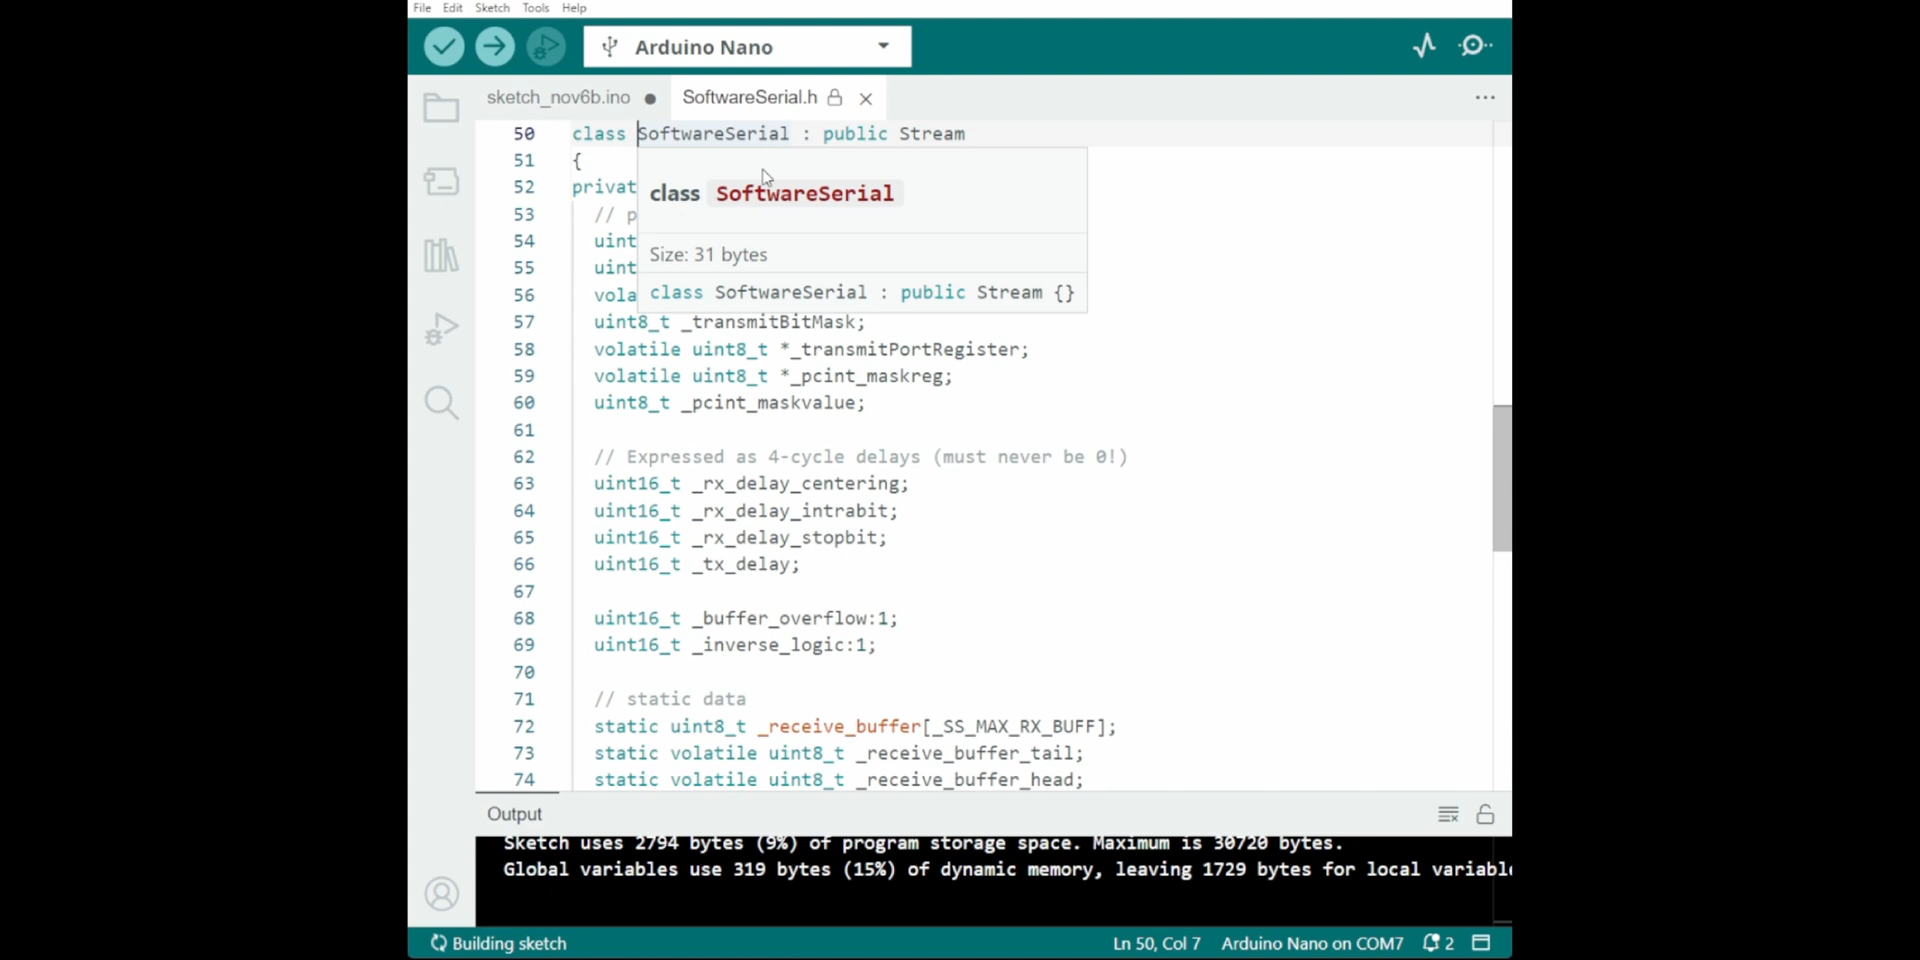 File Edit Sketch Tools Help
Arduino Nano
sketch_nov6b.ino SoftwareSerial.h
50 class SoftwareSerial : public Stream
51 {
52 privat
class SoftwareSerial
53 // p
54 uint
Size: 31 bytes
55 uint
56 vola
class SoftwareSerial : public Stream {}
57 uint8_t _transmitBitMask;
58 volatile uint8_t *_transmitPortRegister;
59 volatile uint8_t *_pcint_maskreg;
60 uint8_t _pcint_maskvalue;
61
62 // Expressed as 4-cycle delays (must never be 0!)
63 uint16_t _rx_delay_centering;
64 uint16_t _rx_delay_intrabit;
65 uint16_t _rx_delay_stopbit;
66 uint16_t _tx_delay;
67
68 uint16_t _buffer_overflow:1;
69 uint16_t _inverse_logic:1;
70
71 // static data
72 static uint8_t _receive_buffer[_SS_MAX_RX_BUFF];
73 static volatile uint8_t _receive_buffer_tail;
74 static volatile uint8_t _receive_buffer_head;
Output
Sketch uses 2794 bytes (9%) of program storage space. Maximum is 30720 bytes.
Global variables use 319 bytes (15%) of dynamic memory, leaving 1729 bytes for local variabl
Building sketch Ln 50, Col 7 Arduino Nano on COM7 2